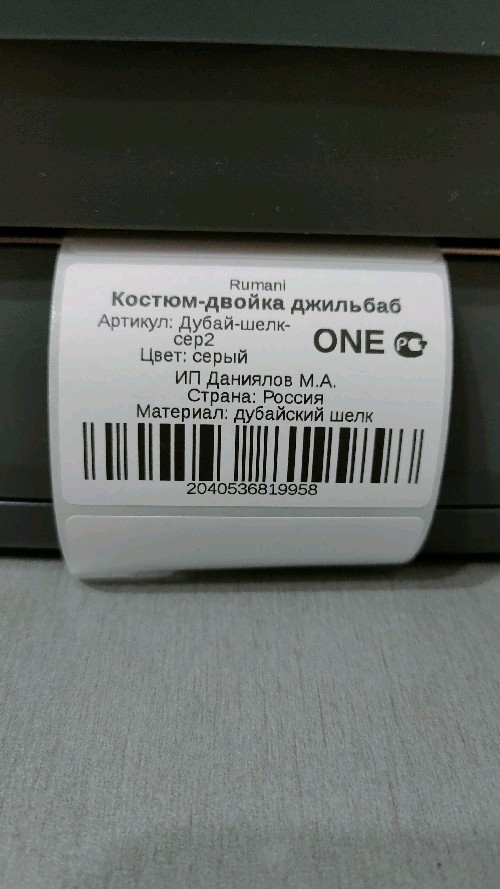 Rumani
Костюм-двойка джильбаб
Артикул: Дубай-шелк-
сер2
Цвет: серый
ONE РСТ
ИП Даниялов М.А.
Страна: Россия
Материал: дубайский шелк
2040536819958